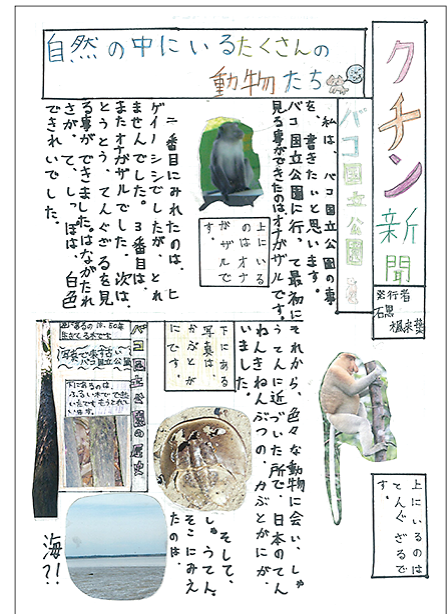 クチン新聞
発行者
石黒
自然の中にいるたくさんの
動物たち
バコ国立公園
私は、バコ国立公園の事
を、書きたいと思います。
バコ国立公園に行って最初に
見る事ができたのはオナガザルです。
上にいる
のはオナ
ガザルで
す。
二番目にみれたのは、ヒ
ゲイノシシでしたが、とれ
ませんでした。3番目は、
またオナガザルでした。次は、
とうとう、てんぐざるを見
る事ができました。はながたれ
さがって、しっぽは、白色
できれいでした。
上にいるのは
てんぐざるで
す。
それから、色々な動物に会い、しゅ
うてんに近づいた所で、日本のてん
ねんきねんぶつの、かぶとがにが、
いました。
下にある
写真は
かぶとが
にです。
そして、
しゅうてん。
そこにみえ
たのは、
海?!
バコ国立公園の歴史
下にあるのは、